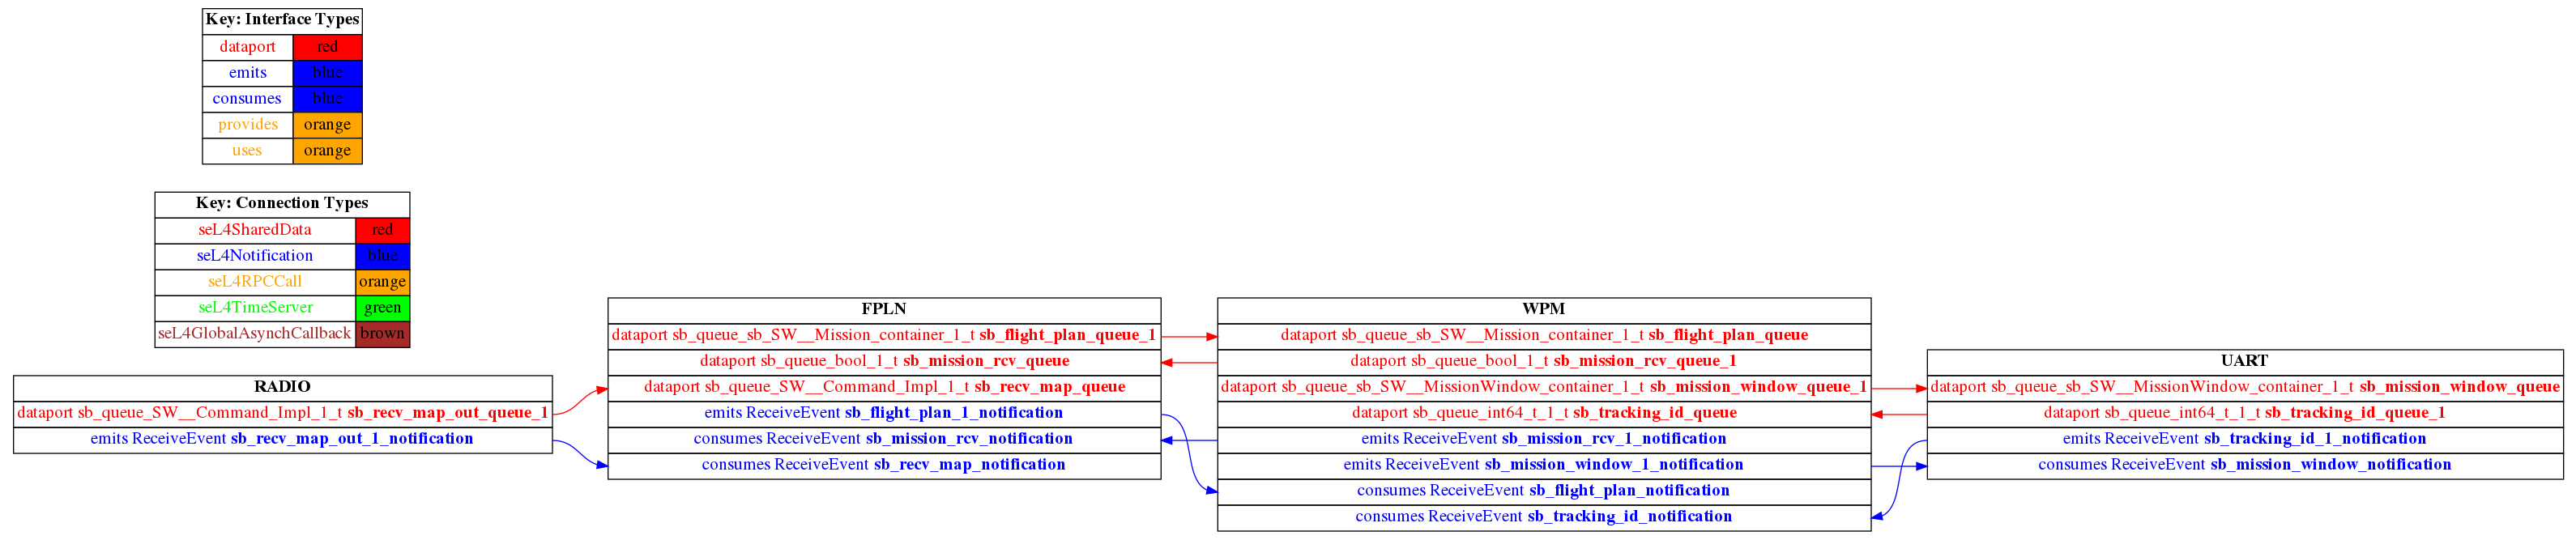 Key: Interface Types
dataport red
emits blue
consumes blue
provides orange
uses orange
Key: Connection Types
seL4SharedData red
seL4Notification blue
seL4RPCCall orange
seL4TimeServer green
seL4GlobalAsynchCallback brown
RADIO
dataport sb_queue_SW__Command_Impl_1_t sb_recv_map_out_queue_1
emits ReceiveEvent sb_recv_map_out_1_notification
FPLN
dataport sb_queue_sb_SW__Mission_container_1_t sb_flight_plan_queue_1
dataport sb_queue_bool_1_t sb_mission_rcv_queue
dataport sb_queue_SW__Command_Impl_1_t sb_recv_map_queue
emits ReceiveEvent sb_flight_plan_1_notification
consumes ReceiveEvent sb_mission_rcv_notification
consumes ReceiveEvent sb_recv_map_notification
WPM
dataport sb_queue_sb_SW__Mission_container_1_t sb_flight_plan_queue
dataport sb_queue_bool_1_t sb_mission_rcv_queue_1
dataport sb_queue_sb_SW__MissionWindow_container_1_t sb_mission_window_queue_1
dataport sb_queue_int64_t_1_t sb_tracking_id_queue
emits ReceiveEvent sb_mission_rcv_1_notification
emits ReceiveEvent sb_mission_window_1_notification
consumes ReceiveEvent sb_flight_plan_notification
consumes ReceiveEvent sb_tracking_id_notification
UART
dataport sb_queue_sb_SW__MissionWindow_container_1_t sb_mission_window_queue
dataport sb_queue_int64_t_1_t sb_tracking_id_queue_1
emits ReceiveEvent sb_tracking_id_1_notification
consumes ReceiveEvent sb_mission_window_notification